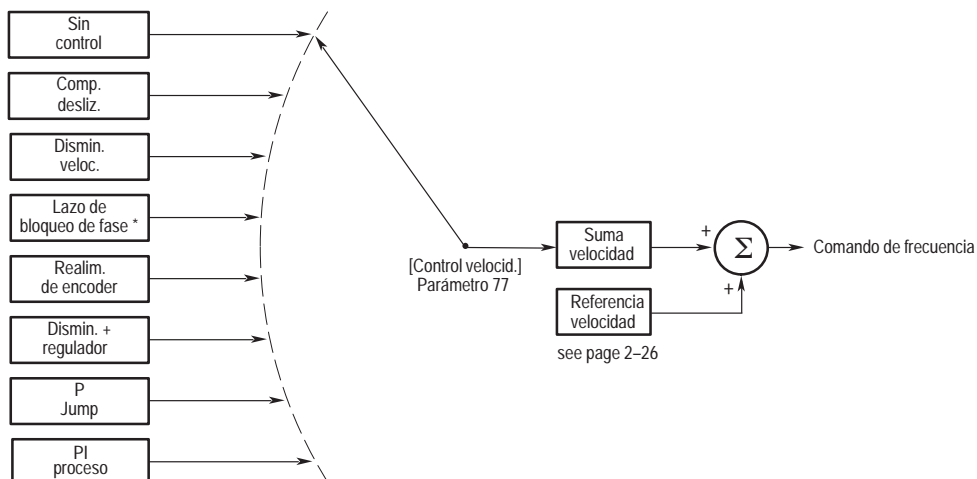 Sin
control
Comp.
desliz.
Dismin.
veloc.
Lazo de
bloqueo de fase *
Realim.
de encoder
Dismin. +
regulador
P
Jump
PI
proceso
[Control velocid.]
Parámetro 77
Suma
velocidad
+
Σ
Comando de frecuencia
+
Referencia
velocidad
see page 2–26